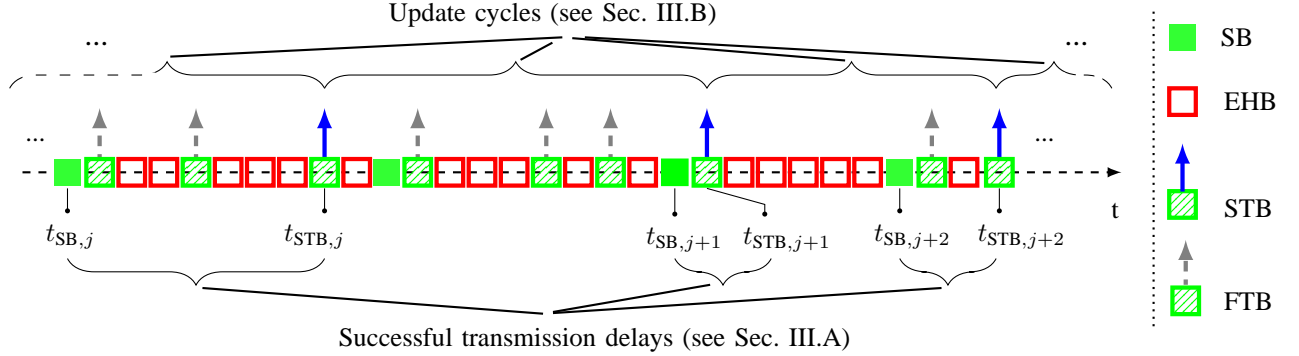 Update cycles (see Sec. III.B)
... ...
SB
EHB
... ...
t
STB
t_{SB,j} t_{STB,j} t_{SB,j+1} t_{STB,j+1} t_{SB,j+2} t_{STB,j+2}
FTB
Successful transmission delays (see Sec. III.A)